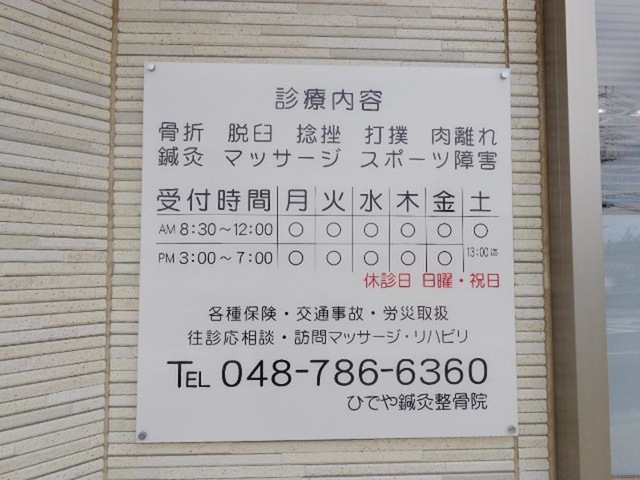 診療内容
骨折 脱臼 捻挫 打撲 肉離れ
鍼灸 マッサージ スポーツ障害
受付時間 月 火 水 木 金 土
AM 8:30～12:00 ○ ○ ○ ○ ○ ○
PM 3:00～7:00 ○ ○ ○ ○ ○ 13:00迄
休診日 日曜・祝日
各種保険・交通事故・労災取扱
往診応相談・訪問マッサージ・リハビリ
TEL 048-786-6360
ひでや鍼灸整骨院